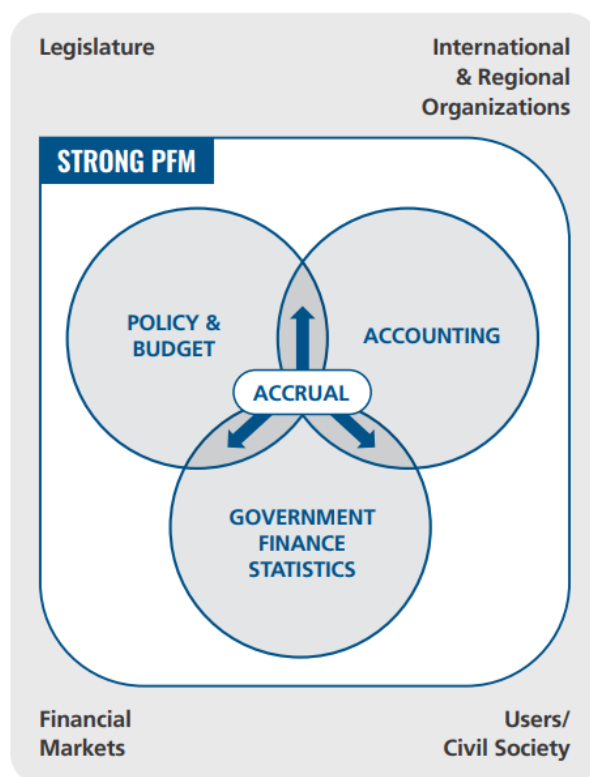 Legislature
International
& Regional
Organizations
STRONG PFM
POLICY &
BUDGET
ACCOUNTING
ACCRUAL
GOVERNMENT
FINANCE
STATISTICS
Financial
Markets
Users/
Civil Society